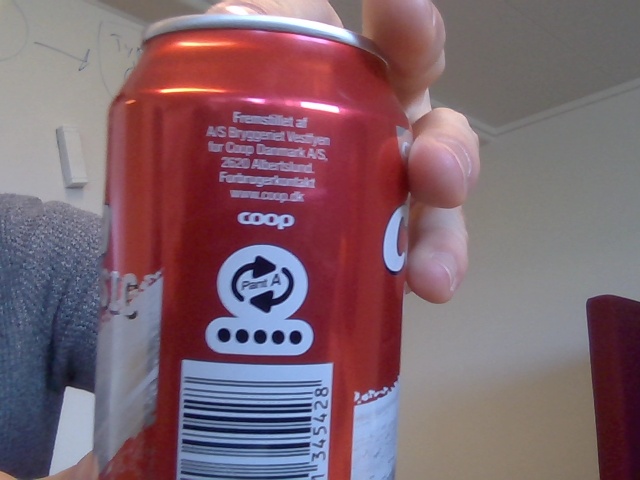 Fremstillet af
A/S Bryggeriet Vestfyen
for Coop Danmark A/S,
2620 Albertslund.
Forbrugerkontakt
www.coop.dk
coop
Pant A
345428